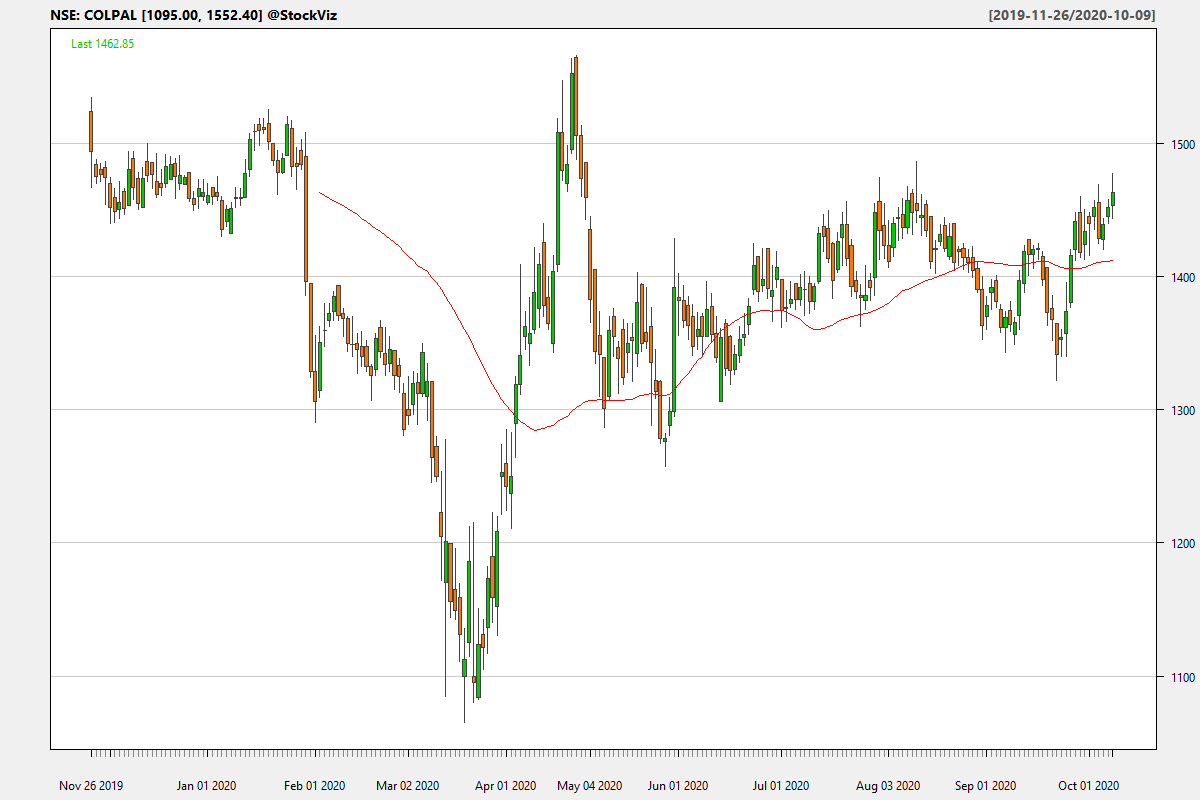 NSE: COLPAL [1095.00, 1552.40] @StockViz
[2019-11-26/2020-10-09]
Last 1462.85
1500
1400
1300
1200
1100
Nov 26 2019 Jan 01 2020 Feb 01 2020 Mar 02 2020 Apr 01 2020 May 04 2020 Jun 01 2020 Jul 01 2020 Aug 03 2020 Sep 01 2020 Oct 01 2020